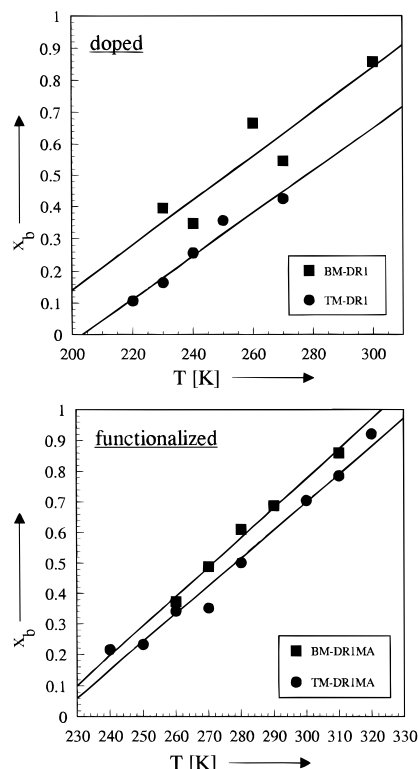 1
0.9
doped
0.8
0.7
0.6
0.5
0.4
0.3
0.2
0.1
0
x_b
BM-DR1
TM-DR1
200 220 240 260 280 300
T [K]
1
0.9
functionalized
0.8
0.7
0.6
0.5
0.4
0.3
0.2
0.1
0
x_b
BM-DR1MA
TM-DR1MA
230 240 250 260 270 280 290 300 310 320 330
T [K]